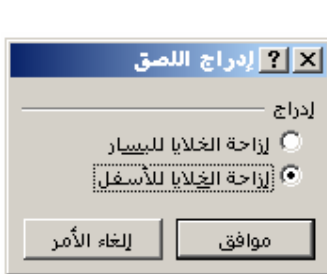 إدراج اللصق
إدراج
إزاحة الخلايا لليسار
إزاحة الخلايا للأسفل
موافق
إلغاء الأمر